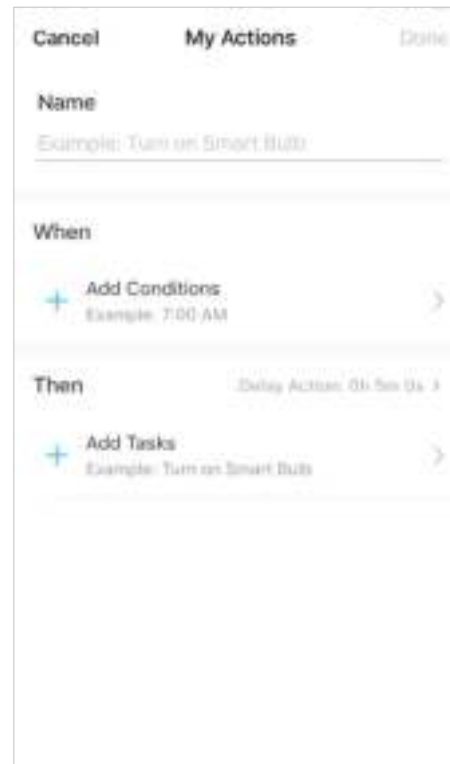 Cancel My Actions Done
Name
Example: Turn on Smart Bulb
When
Add Conditions
Example: 7:00 AM
Then Delay Action: 0h 5m 0s
Add Tasks
Example: Turn on Smart Bulb